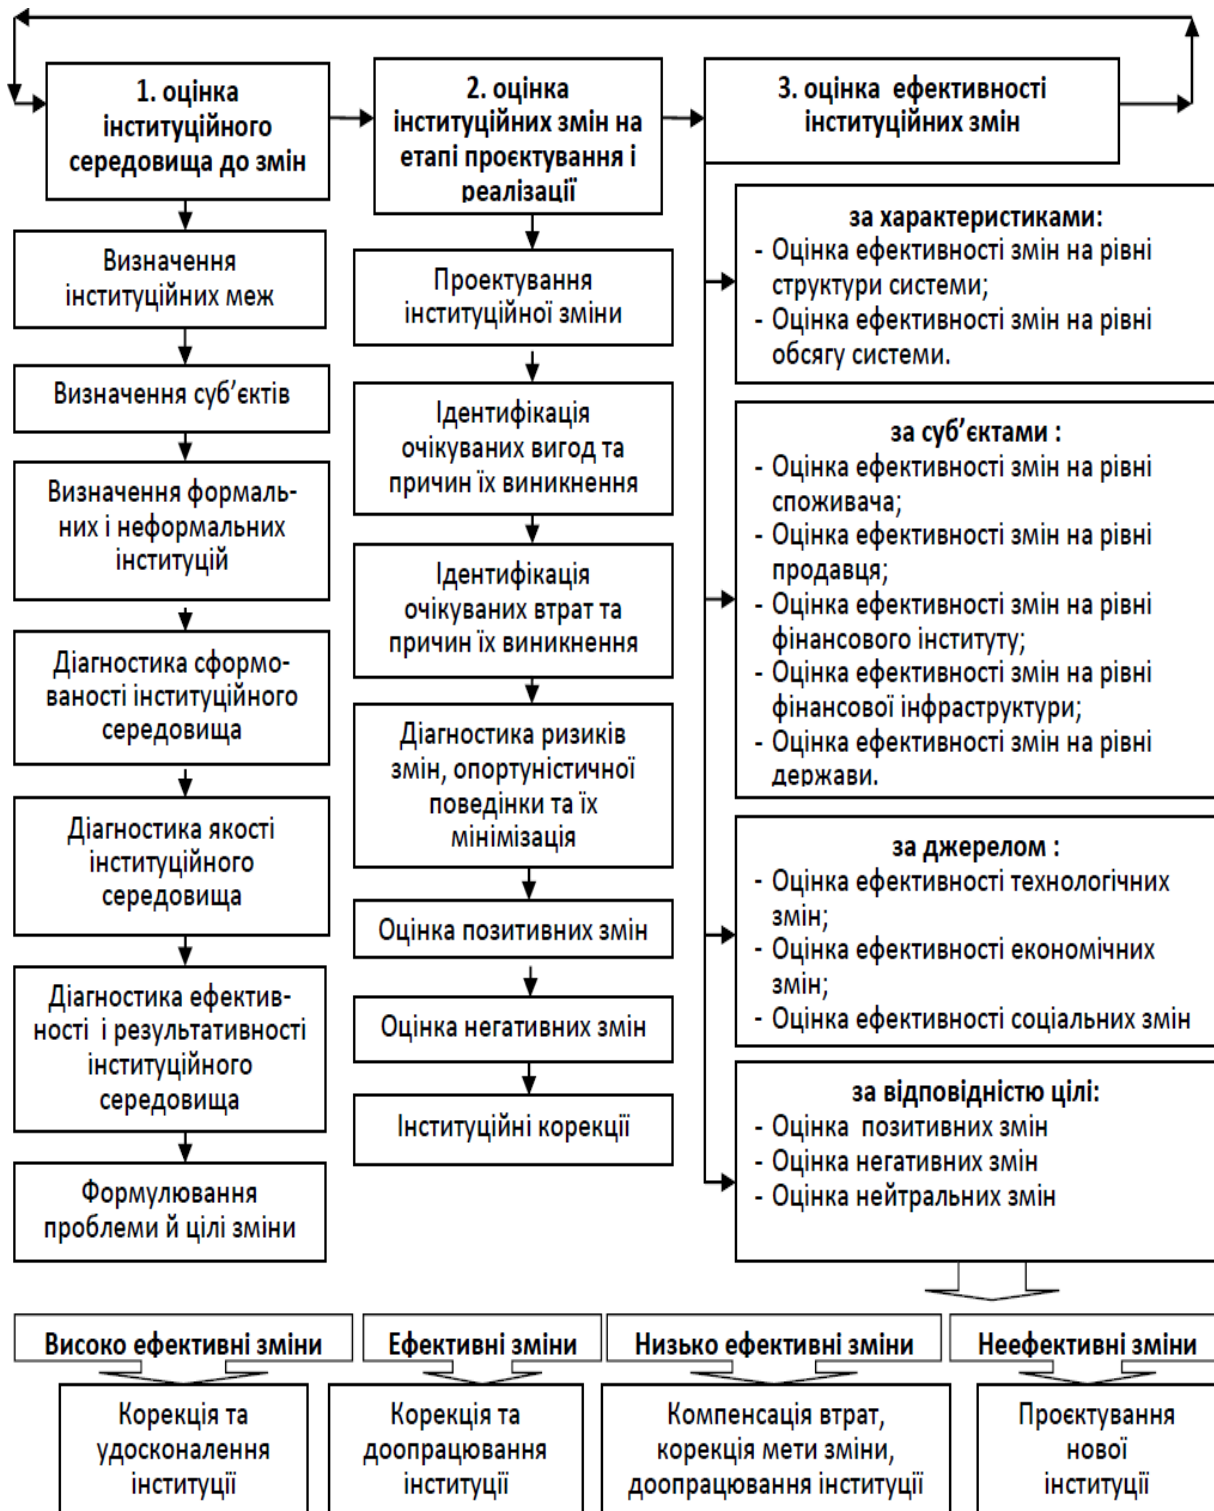 1. оцінка
інституційного
середовища до змін
Визначення
інституційних меж
Визначення суб’єктів
Визначення формаль-
них і неформальних
інституцій
Діагностика сформо-
ваності інституційного
середовища
Діагностика якості
інституційного
середовища
Діагностика ефектив-
ності і результативності
інституційного
середовища
Формулювання
проблеми й цілі зміни
2. оцінка
інституційних змін на
етапі проєктування і
реалізації
Проектування
інституційної зміни
Ідентифікація
очікуваних вигод та
причин їх виникнення
Ідентифікація
очікуваних втрат та
причин їх виникнення
Діагностика ризиків
змін, опортуністичної
поведінки та їх
мінімізація
Оцінка позитивних змін
Оцінка негативних змін
Інституційні корекції
3. оцінка ефективності
інституційних змін
за характеристиками:
- Оцінка ефективності змін на рівні
структури системи;
- Оцінка ефективності змін на рівні
обсягу системи.
за суб’єктами :
- Оцінка ефективності змін на рівні
споживача;
- Оцінка ефективності змін на рівні
продавця;
- Оцінка ефективності змін на рівні
фінансового інституту;
- Оцінка ефективності змін на рівні
фінансової інфраструктури;
- Оцінка ефективності змін на рівні
держави.
за джерелом :
- Оцінка ефективності технологічних
змін;
- Оцінка ефективності економічних
змін;
- Оцінка ефективності соціальних змін
за відповідністю цілі:
- Оцінка позитивних змін
- Оцінка негативних змін
- Оцінка нейтральних змін
Високо ефективні зміни
Корекція та
удосконалення
інституції
Ефективні зміни
Корекція та
доопрацювання
інституції
Низько ефективні зміни
Компенсація втрат,
корекція мети зміни,
доопрацювання інституції
Неефективні зміни
Проєктування
нової
інституції